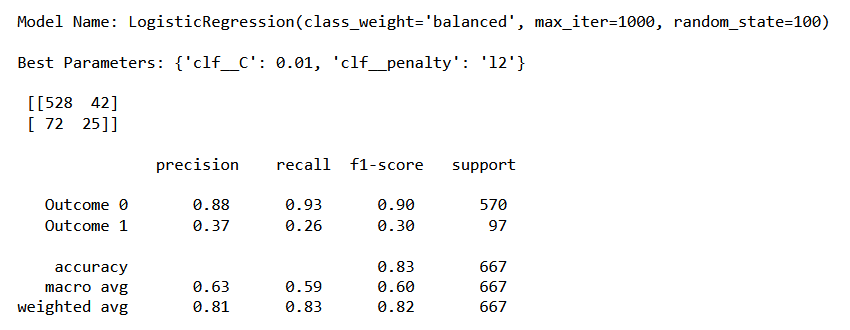 Model Name: LogisticRegression(class_weight='balanced', max_iter=1000, random_state=100)
Best Parameters: {'clf__C': 0.01, 'clf__penalty': 'l2'}
[[528 42]
[ 72 25]]
precision recall f1-score support
Outcome 0 0.88 0.93 0.90 570
Outcome 1 0.37 0.26 0.30 97
accuracy 0.83 667
macro avg 0.63 0.59 0.60 667
weighted avg 0.81 0.83 0.82 667